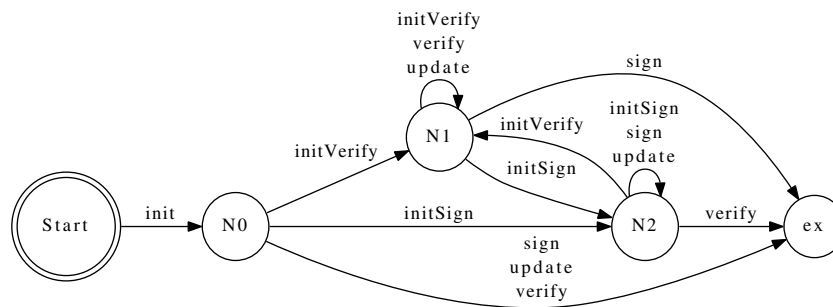 initVerify
verify
update
sign
N1
initVerify
initSign
sign
update
initVerify
initSign
Start
init
N0
initSign
N2
verify
ex
sign
update
verify